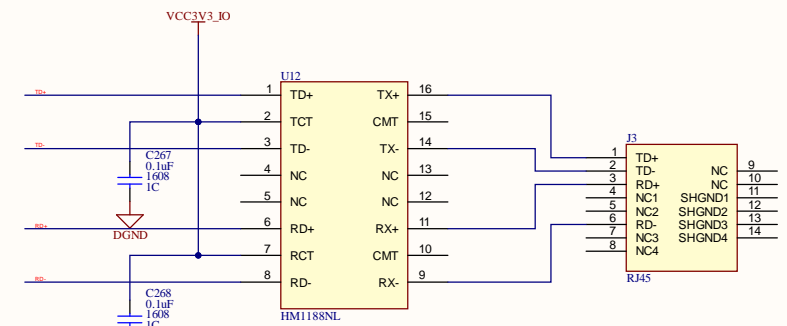 VCC3V3_IO
U12
TD+ 1 TD+ TX+ 16
2 TCT CMT 15
TD- 3 TD- TX- 14
4 NC NC 13
5 NC NC 12
RD+ 6 RD+ RX+ 11
7 RCT CMT 10
RD- 8 RD- RX- 9
HM1188NL
C267
0.1uF
1608
1C
DGND
C268
0.1uF
1608
1C
J3
1 TD+
2 TD- NC 9
3 RD+ NC 10
4 NC1 SHGND1 11
5 NC2 SHGND2 12
6 RD- SHGND3 13
7 NC3 SHGND4 14
8 NC4
RJ45